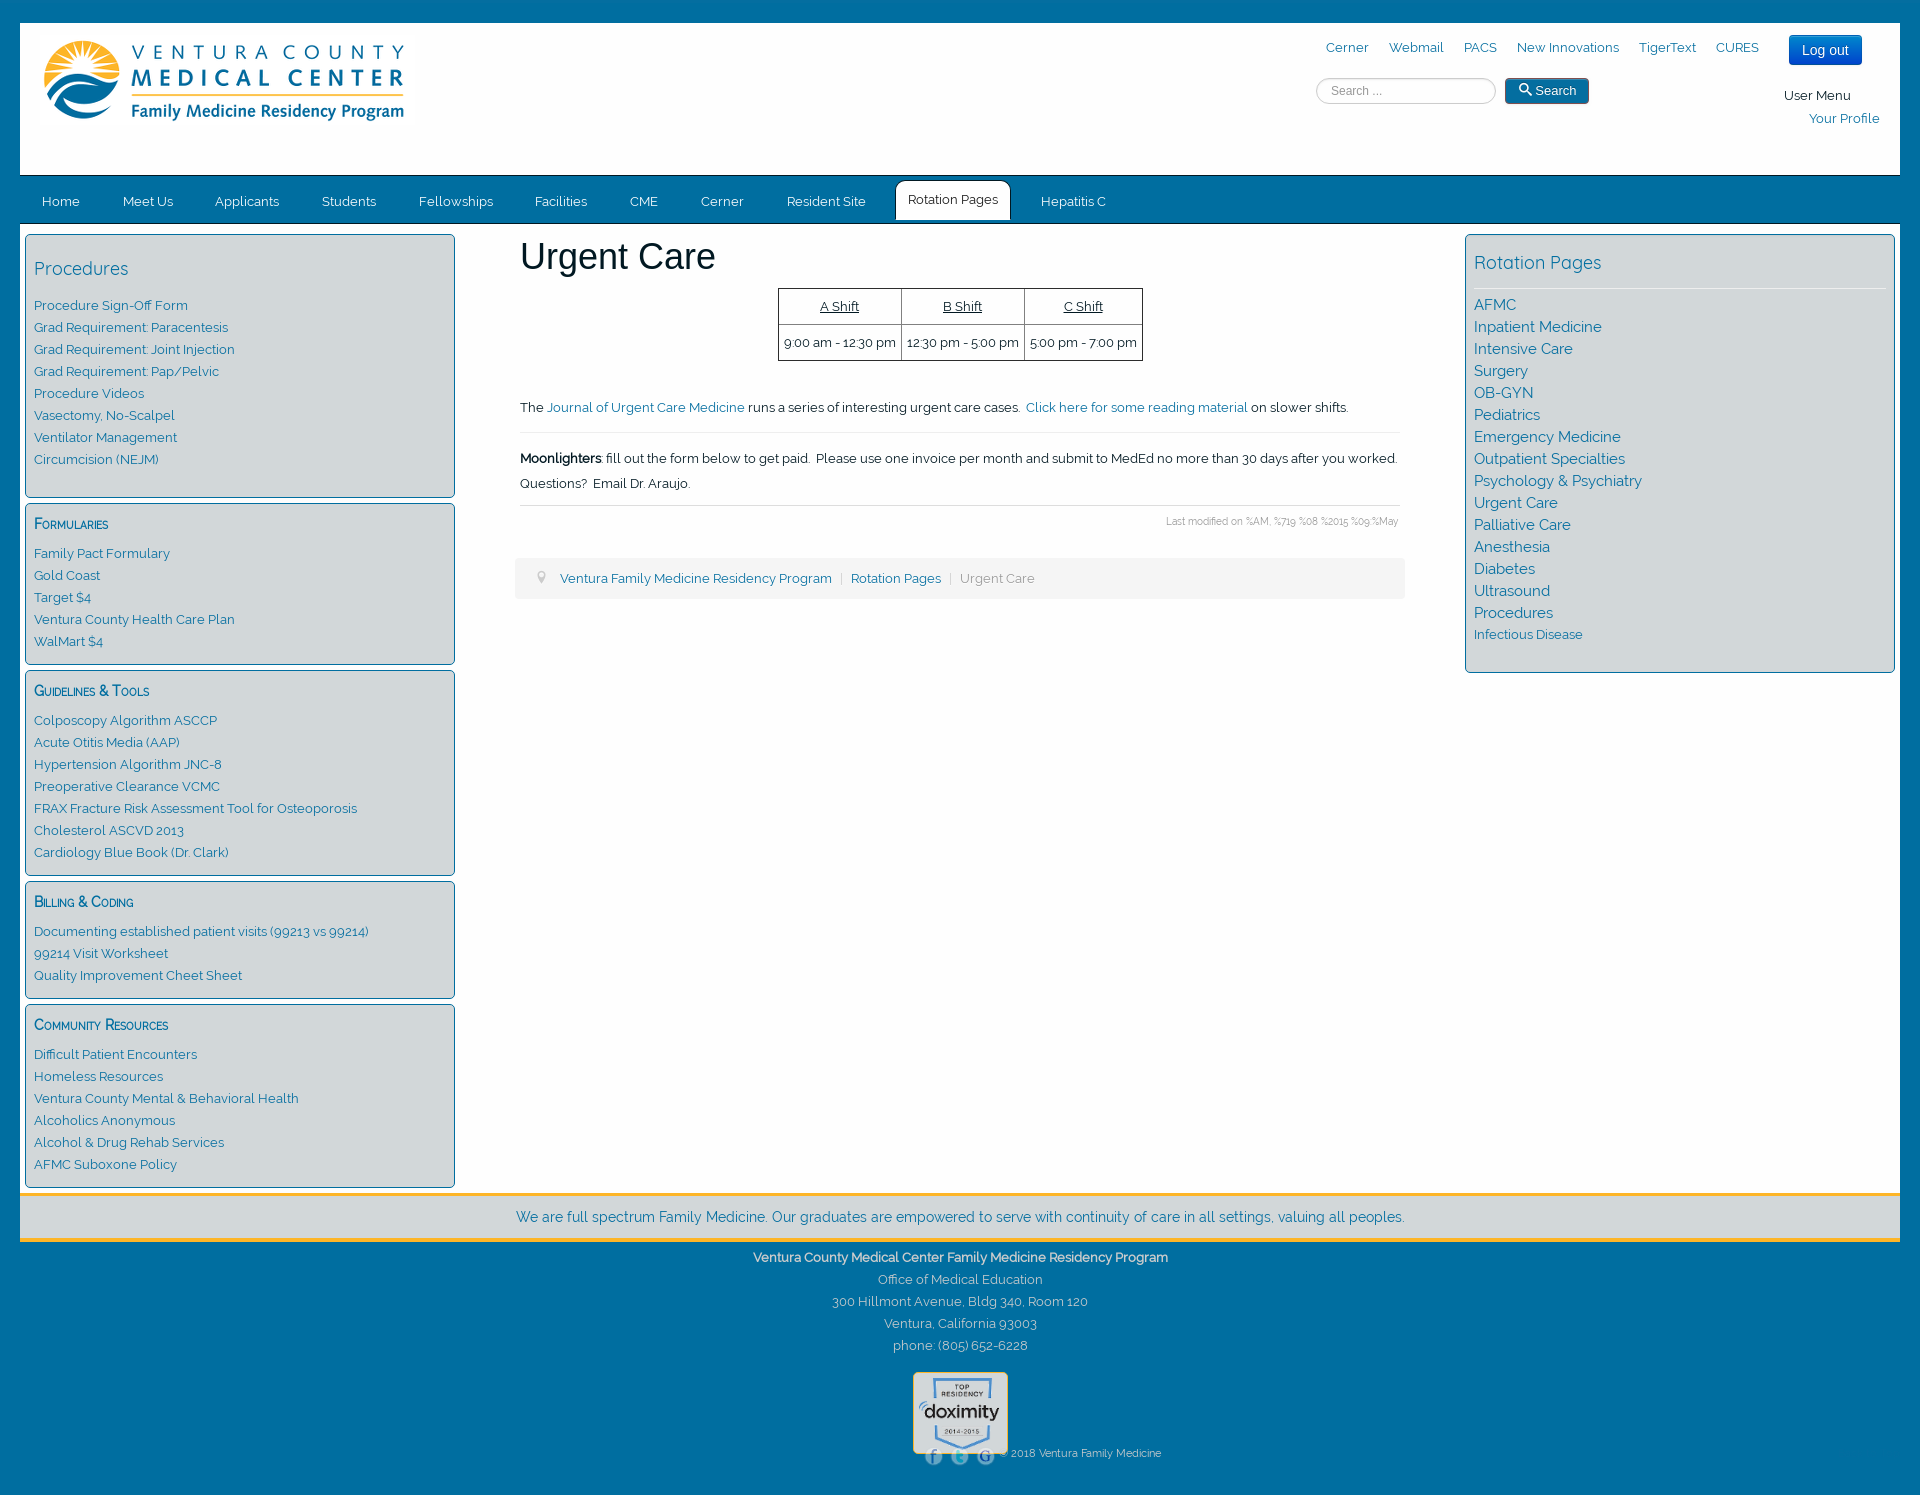 VENTURA COUNTY
MEDICAL CENTER
Family Medicine Residency Program
Cerner Webmail PACS New Innovations TigerText CURES Log out
Search ... Search
User Menu
Your Profile
Home Meet Us Applicants Students Fellowships Facilities CME Cerner Resident Site Rotation Pages Hepatitis C
Procedures
Procedure Sign-Off Form
Grad Requirement: Paracentesis
Grad Requirement: Joint Injection
Grad Requirement: Pap/Pelvic
Procedure Videos
Vasectomy, No-Scalpel
Ventilator Management
Circumcision (NEJM)
Formularies
Family Pact Formulary
Gold Coast
Target $4
Ventura County Health Care Plan
WalMart $4
Guidelines & Tools
Colposcopy Algorithm ASCCP
Acute Otitis Media (AAP)
Hypertension Algorithm JNC-8
Preoperative Clearance VCMC
FRAX Fracture Risk Assessment Tool for Osteoporosis
Cholesterol ASCVD 2013
Cardiology Blue Book (Dr. Clark)
Billing & Coding
Documenting established patient visits (99213 vs 99214)
99214 Visit Worksheet
Quality Improvement Cheet Sheet
Community Resources
Difficult Patient Encounters
Homeless Resources
Ventura County Mental & Behavioral Health
Alcoholics Anonymous
Alcohol & Drug Rehab Services
AFMC Suboxone Policy
Urgent Care
A Shift B Shift C Shift
9:00 am - 12:30 pm 12:30 pm - 5:00 pm 5:00 pm - 7:00 pm
The Journal of Urgent Care Medicine runs a series of interesting urgent care cases. Click here for some reading material on slower shifts.
Moonlighters: fill out the form below to get paid. Please use one invoice per month and submit to MedEd no more than 30 days after you worked.
Questions? Email Dr. Araujo.
Last modified on %AM, %719 %08 %2015 %09:%May
Ventura Family Medicine Residency Program | Rotation Pages | Urgent Care
Rotation Pages
AFMC
Inpatient Medicine
Intensive Care
Surgery
OB-GYN
Pediatrics
Emergency Medicine
Outpatient Specialties
Psychology & Psychiatry
Urgent Care
Palliative Care
Anesthesia
Diabetes
Ultrasound
Procedures
Infectious Disease
We are full spectrum Family Medicine. Our graduates are empowered to serve with continuity of care in all settings, valuing all peoples.
Ventura County Medical Center Family Medicine Residency Program
Office of Medical Education
300 Hillmont Avenue, Bldg 340, Room 120
Ventura, California 93003
phone: (805) 652-6228
TOP
RESIDENCY
doximity
2014-2015
f t G © 2018 Ventura Family Medicine